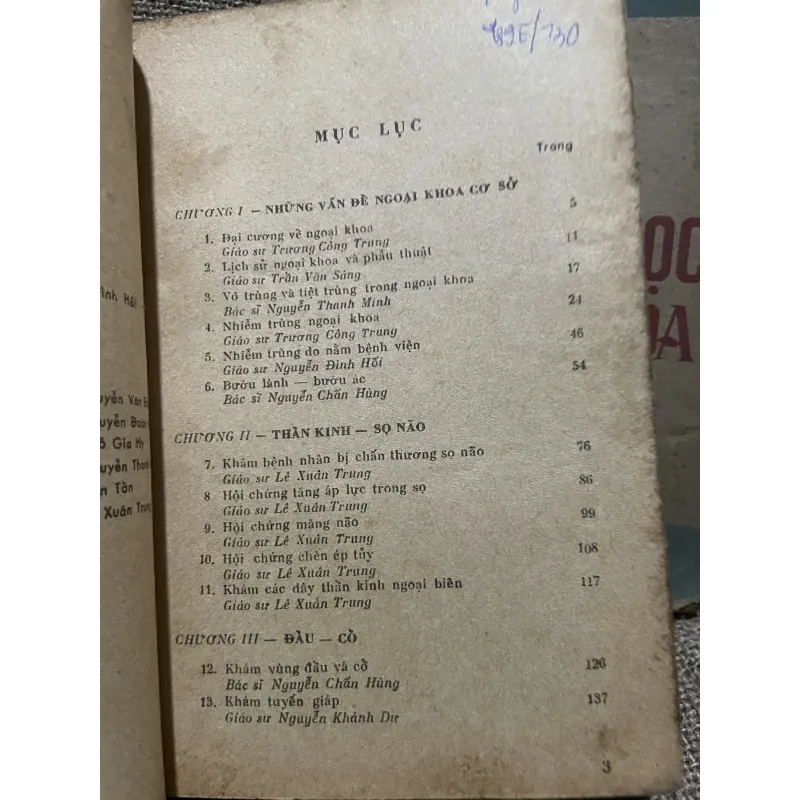 895/130
MỤC LỤC
Trang
CHƯƠNG I — NHỮNG VẤN ĐỀ NGOẠI KHOA CƠ SỞ
1. Đại cương về ngoại khoa 5
Giáo sư Trương Công Trung
2. Lịch sử ngoại khoa và phẫu thuật 11
Giáo sư Trần Văn Sáng
3. Vô trùng và tiệt trùng trong ngoại khoa 17
Bác sĩ Nguyễn Thanh Minh
4. Nhiễm trùng ngoại khoa 24
Giáo sư Trương Công Trung
5. Nhiễm trùng do nằm bệnh viện 46
Giáo sư Nguyễn Đình Hối
6. Bướu lành — bướu ác 54
Bác sĩ Nguyễn Chấn Hùng
CHƯƠNG II — THẦN KINH — SỌ NÃO
7. Khám bệnh nhân bị chấn thương sọ não 76
Giáo sư Lê Xuân Trung
8 Hội chứng tăng áp lực trong sọ 86
Giáo sư Lê Xuân Trung
9. Hội chứng màng não 99
Giáo sư Lê Xuân Trung
10. Hội chứng chèn ép tủy 108
Giáo sư Lê Xuân Trung
11. Khám các dây thần kinh ngoại biên 117
Giáo sư Lê Xuân Trung
CHƯƠNG III — ĐẦU — CỔ
12. Khám vùng đầu và cổ 126
Bác sĩ Nguyễn Chấn Hùng
13. Khám tuyến giáp 137
Giáo sư Nguyễn Khánh Dư
3
Gia Hy
n Tần
Xuân Trung